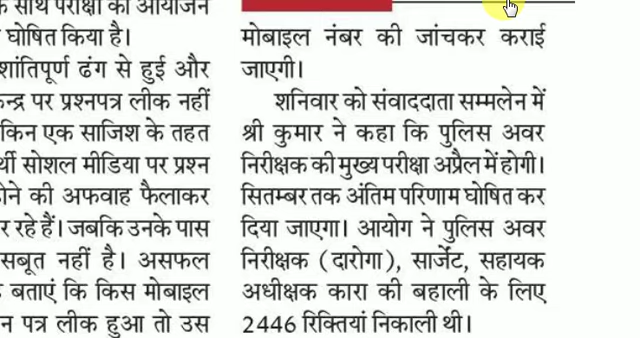 के साथ परीक्षा का आयोजन
घोषित किया है।
शांतिपूर्ण ढंग से हुई और
केन्द्र पर प्रश्नपत्र लीक नहीं
लेकिन एक साजिश के तहत
सोशल मीडिया पर प्रश्न
होने की अफवाह फैलाकर
रहे हैं। जबकि उनके पास
सबूत नहीं है। असफल
बताएं कि किस मोबाइल
पत्र लीक हुआ तो उस
मोबाइल नंबर की जांचकर कराई
जाएगी।
शनिवार को संवाददाता सम्मलेन में
श्री कुमार ने कहा कि पुलिस अवर
निरीक्षक की मुख्य परीक्षा अप्रैल में होगी।
सितम्बर तक अंतिम परिणाम घोषित कर
दिया जाएगा। आयोग ने पुलिस अवर
निरीक्षक (दारोगा), सार्जेट, सहायक
अधीक्षक कारा की बहाली के लिए
2446 रिक्तियां निकाली थी।